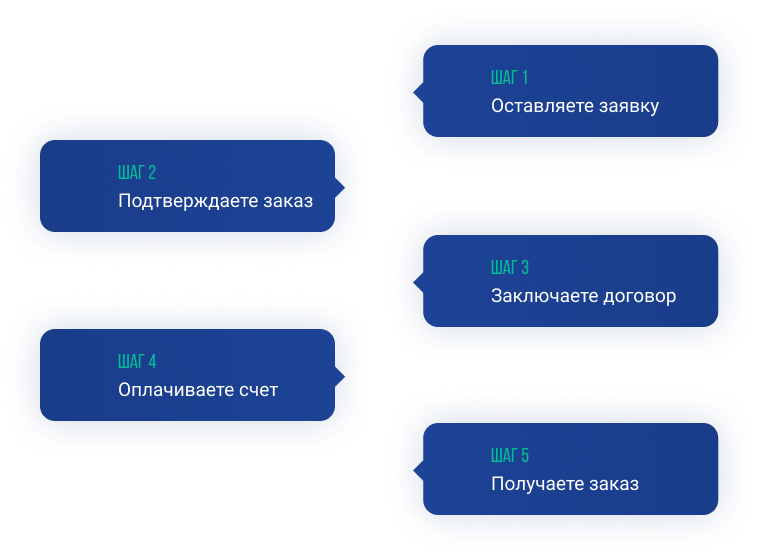 ШАГ 1
Оставляете заявку
ШАГ 2
Подтверждаете заказ
ШАГ 3
Заключаете договор
ШАГ 4
Оплачиваете счет
ШАГ 5
Получаете заказ